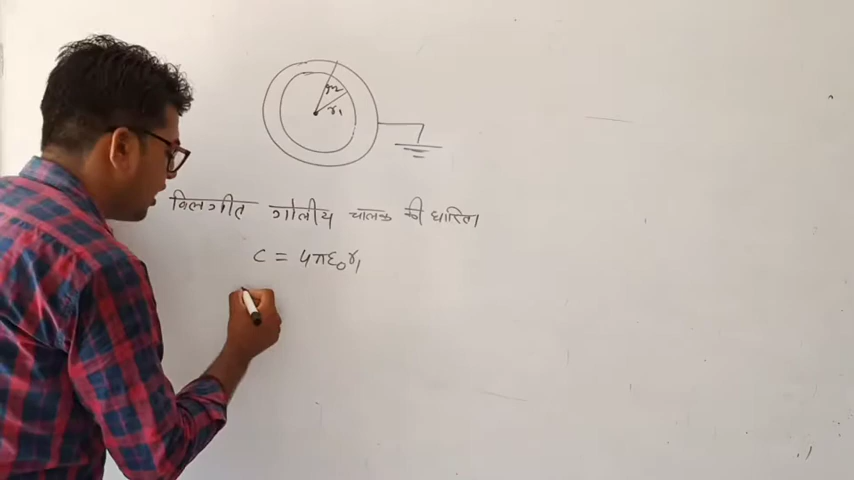 r₂
r₁
विलगीत गोलीय चालक की धारिता
C = 4πε₀r₁